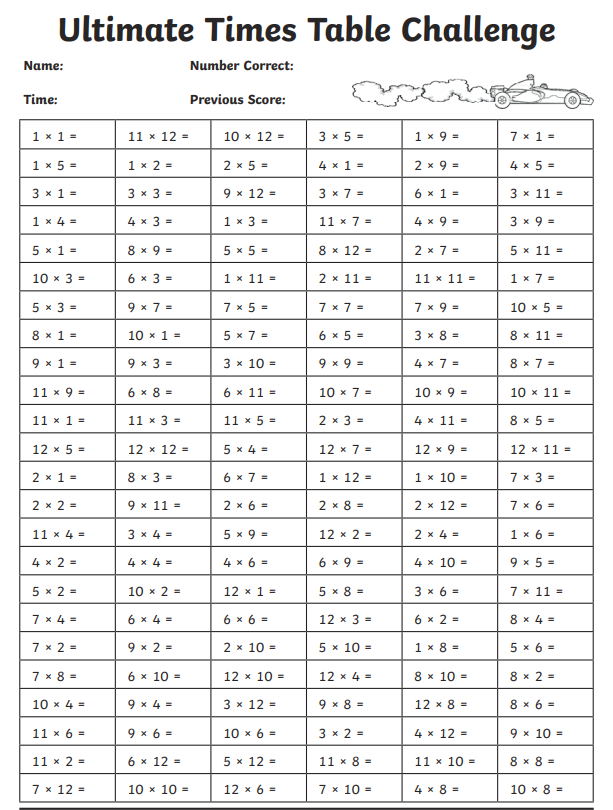 Ultimate Times Table Challenge
Name: Number Correct:
Time: Previous Score:
1 × 1 = 11 × 12 = 10 × 12 = 3 × 5 = 1 × 9 = 7 × 1 =
1 × 5 = 1 × 2 = 2 × 5 = 4 × 1 = 2 × 9 = 4 × 5 =
3 × 1 = 3 × 3 = 9 × 12 = 3 × 7 = 6 × 1 = 3 × 11 =
1 × 4 = 4 × 3 = 1 × 3 = 11 × 7 = 4 × 9 = 3 × 9 =
5 × 1 = 8 × 9 = 5 × 5 = 8 × 12 = 2 × 7 = 5 × 11 =
10 × 3 = 6 × 3 = 1 × 11 = 2 × 11 = 11 × 11 = 1 × 7 =
5 × 3 = 9 × 7 = 7 × 5 = 7 × 7 = 7 × 9 = 10 × 5 =
8 × 1 = 10 × 1 = 5 × 7 = 6 × 5 = 3 × 8 = 8 × 11 =
9 × 1 = 9 × 3 = 3 × 10 = 9 × 9 = 4 × 7 = 8 × 7 =
11 × 9 = 6 × 8 = 6 × 11 = 10 × 7 = 10 × 9 = 10 × 11 =
11 × 1 = 11 × 3 = 11 × 5 = 2 × 3 = 4 × 11 = 8 × 5 =
12 × 5 = 12 × 12 = 5 × 4 = 12 × 7 = 12 × 9 = 12 × 11 =
2 × 1 = 8 × 3 = 6 × 7 = 1 × 12 = 1 × 10 = 7 × 3 =
2 × 2 = 9 × 11 = 2 × 6 = 2 × 8 = 2 × 12 = 7 × 6 =
11 × 4 = 3 × 4 = 5 × 9 = 12 × 2 = 2 × 4 = 1 × 6 =
4 × 2 = 4 × 4 = 4 × 6 = 6 × 9 = 4 × 10 = 9 × 5 =
5 × 2 = 10 × 2 = 12 × 1 = 5 × 8 = 3 × 6 = 7 × 11 =
7 × 4 = 6 × 4 = 6 × 6 = 12 × 3 = 6 × 2 = 8 × 4 =
7 × 2 = 9 × 2 = 2 × 10 = 5 × 10 = 1 × 8 = 5 × 6 =
7 × 8 = 6 × 10 = 12 × 10 = 12 × 4 = 8 × 10 = 8 × 2 =
10 × 4 = 9 × 4 = 3 × 12 = 9 × 8 = 12 × 8 = 8 × 6 =
11 × 6 = 9 × 6 = 10 × 6 = 3 × 2 = 4 × 12 = 9 × 10 =
11 × 2 = 6 × 12 = 5 × 12 = 11 × 8 = 11 × 10 = 8 × 8 =
7 × 12 = 10 × 10 = 12 × 6 = 7 × 10 = 4 × 8 = 10 × 8 =